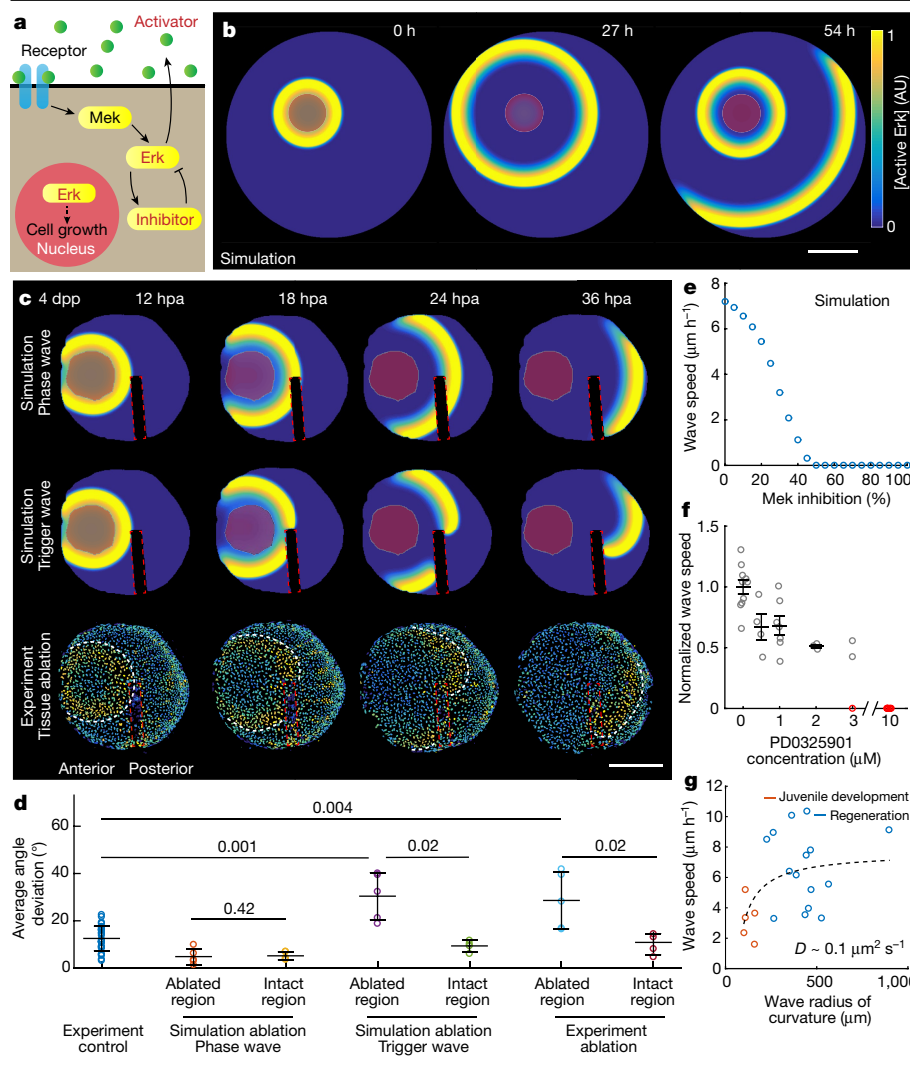 a
Activator
Receptor
Mek
Erk
Erk
Cell growth
Nucleus
Inhibitor
b
0 h
27 h
54 h
Simulation
1
0
[Active Erk] (AU)
c
4 dpp
12 hpa
18 hpa
24 hpa
36 hpa
Simulation
Phase wave
Simulation
Trigger wave
Experiment
Tissue ablation
Anterior
Posterior
d
Average angle
deviation (°)
60
40
20
0
0.004
0.001
0.02
0.02
0.42
Ablated
region
Intact
region
Ablated
region
Intact
region
Ablated
region
Intact
region
Experiment
control
Simulation ablation
Phase wave
Simulation ablation
Trigger wave
Experiment
ablation
e
Simulation
Wave speed (μm h⁻¹)
8
6
4
2
0
0 20 40 60 80 100
Mek inhibition (%)
f
Normalized wave speed
1.5
1.0
0.5
0
0 1 2 3 10
PD0325901
concentration (μM)
g
Juvenile development
Regeneration
Wave speed (μm h⁻¹)
12
10
8
6
4
2
0
D ~ 0.1 μm² s⁻¹
0 500 1,000
Wave radius of
curvature (μm)